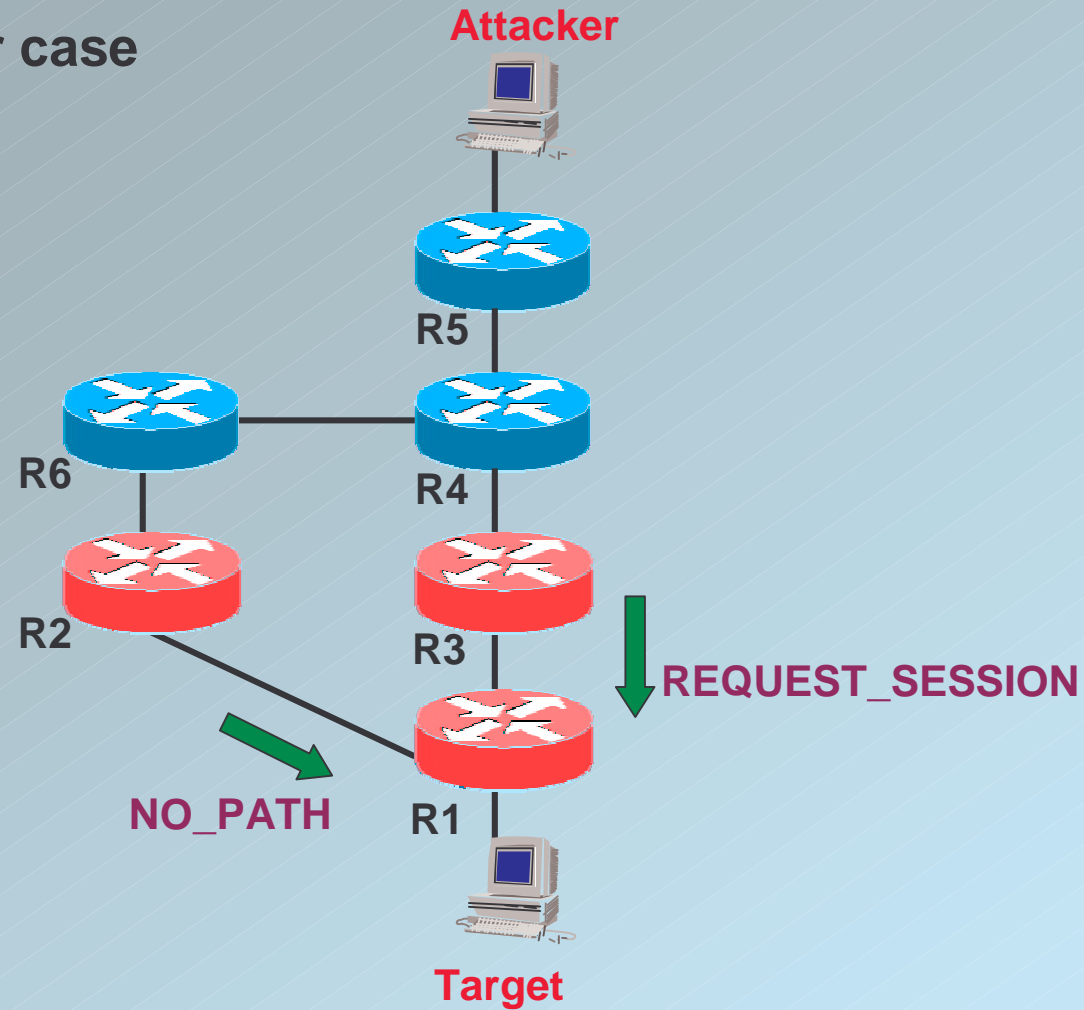 Attacker
case
R5
R6
R4
R2
R3
REQUEST_SESSION
NO_PATH
R1
Target